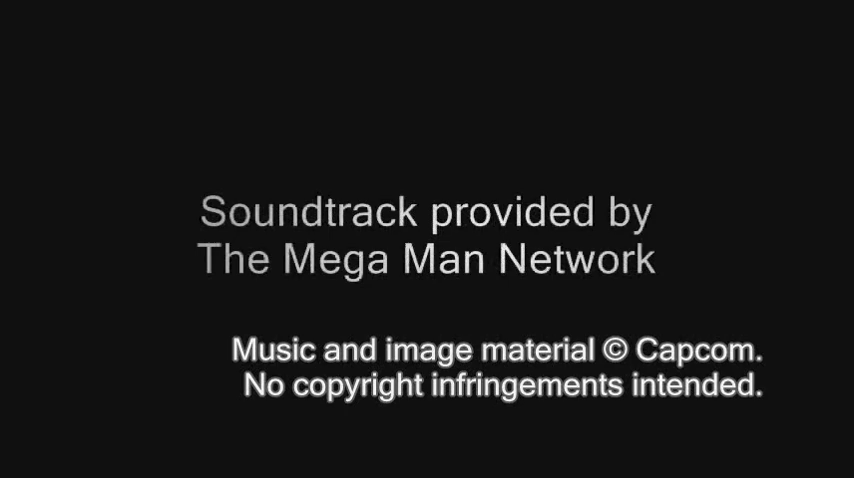 Soundtrack provided by
The Mega Man Network
Music and image material © Capcom.
No copyright infringements intended.